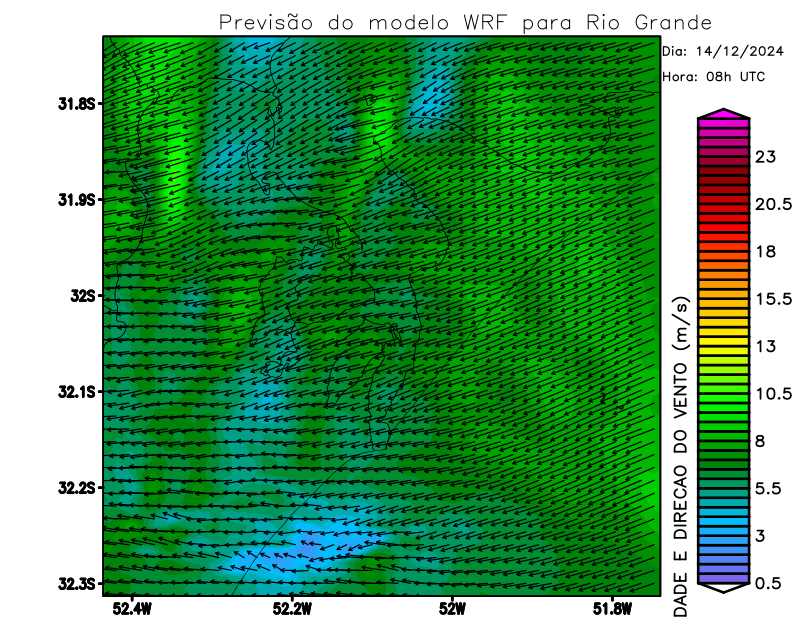 Previsão do modelo WRF para Rio Grande
Dia: 14/12/2024
Hora: 08h UTC
31.8S
31.9S
32S
32.1S
32.2S
32.3S
52.4W
52.2W
52W
51.8W
DADE E DIRECAO DO VENTO (m/s)
23
20.5
18
15.5
13
10.5
8
5.5
3
0.5